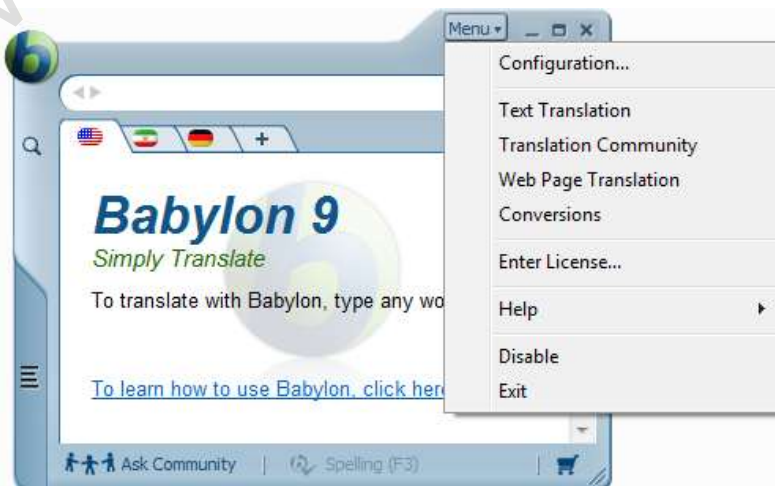 Menu
Configuration...
Text Translation
Translation Community
Web Page Translation
Conversions
Enter License...
Help
Disable
Exit
+
Babylon 9
Simply Translate
To translate with Babylon, type any wo
To learn how to use Babylon, click her
Ask Community | Spelling (F3) |